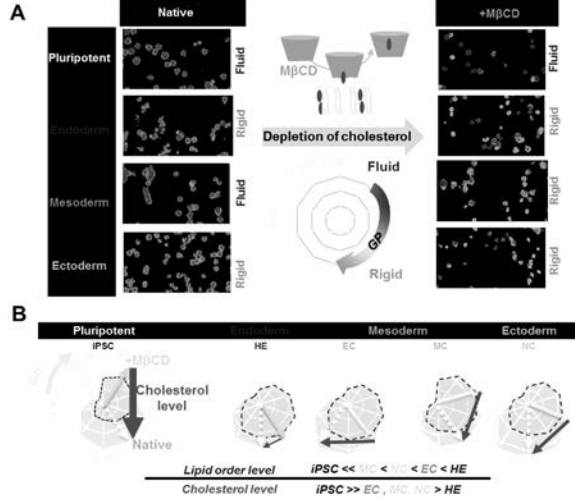 A
Native
+MβCD
Pluripotent
Fluid
MβCD
Fluid
Endoderm
Rigid
Depletion of cholesterol
Rigid
Mesoderm
Fluid
Fluid
GP
Rigid
Rigid
Ectoderm
Rigid
Rigid
B
Pluripotent Endoderm Mesoderm Ectoderm
iPSC HE EC MC NC
GP
+MβCD
Cholesterol
level
Native
Lipid order level iPSC << MC < NC < EC < HE
Cholesterol level iPSC >> EC , MC, NC > HE